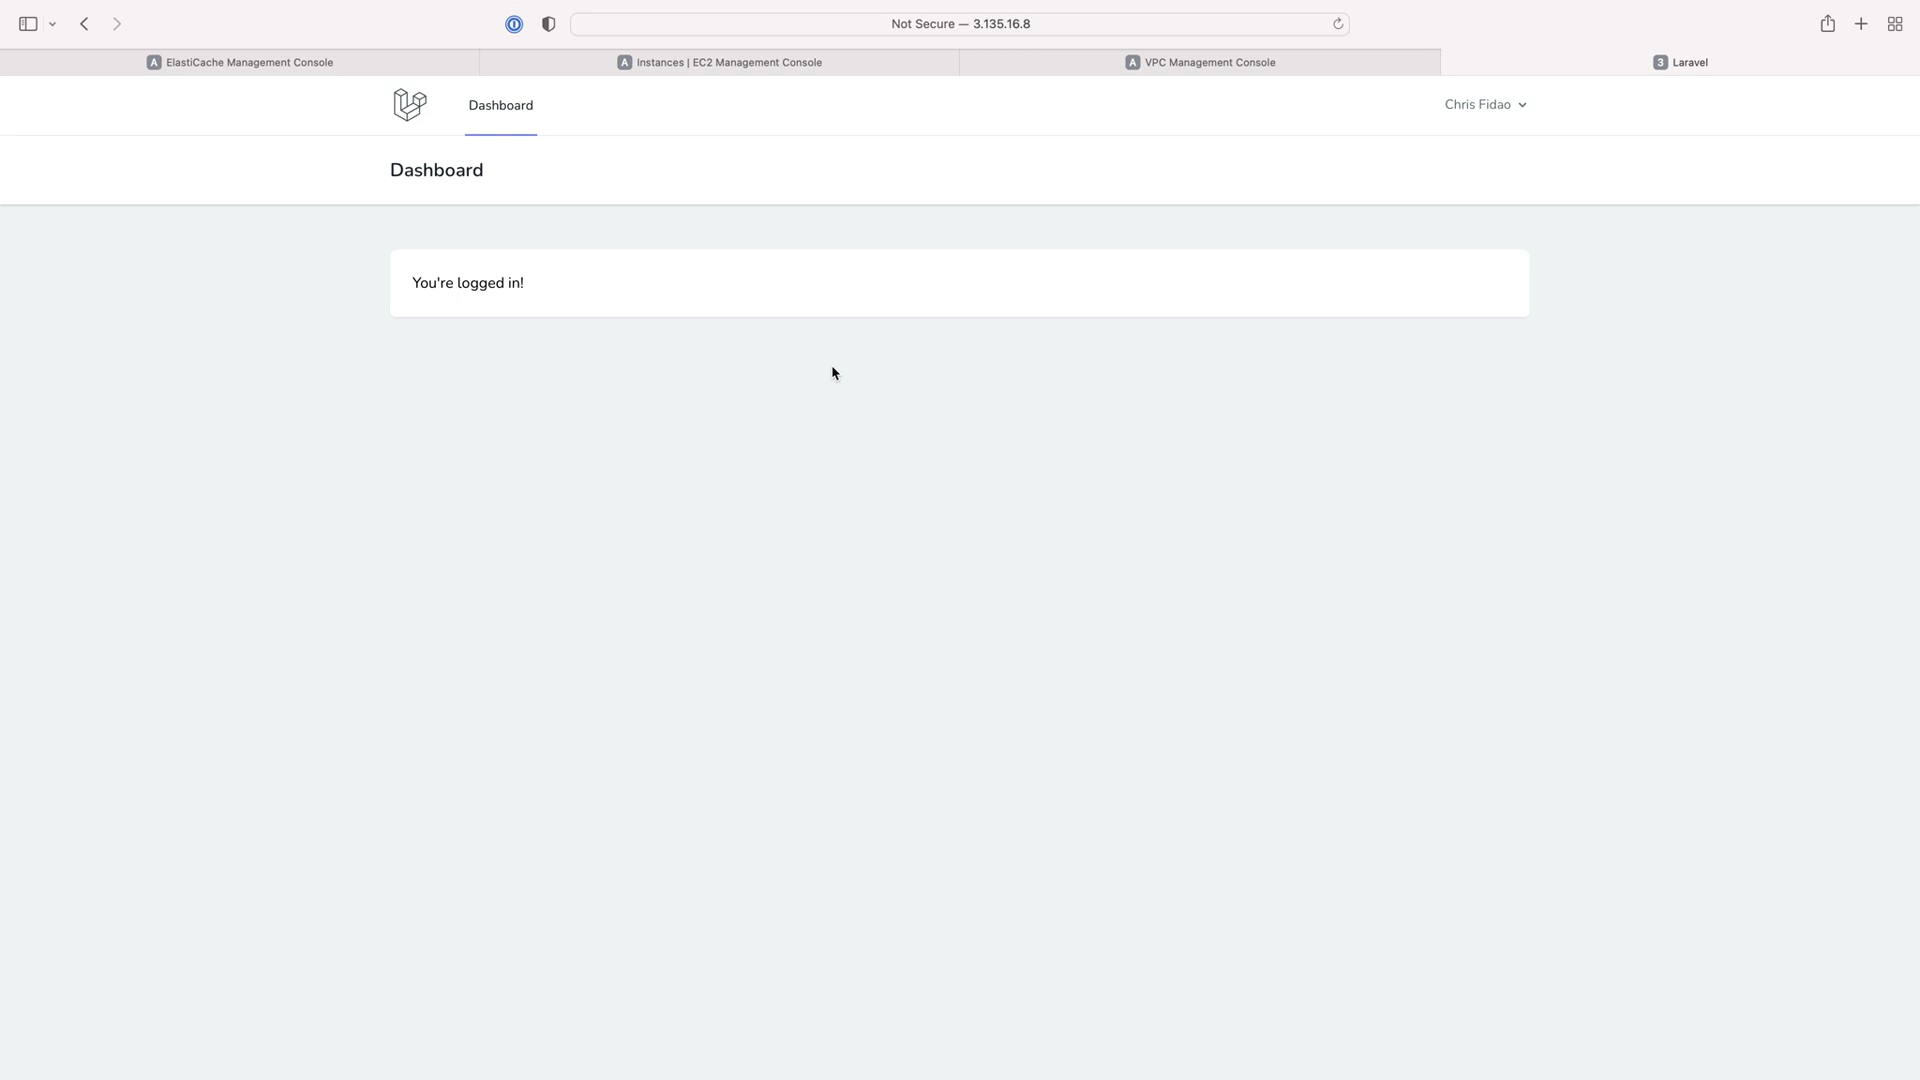 Not Secure — 3.135.16.8
A ElastiCache Management Console
A Instances | EC2 Management Console
A VPC Management Console
3 Laravel
Dashboard
Chris Fidao
Dashboard
You're logged in!